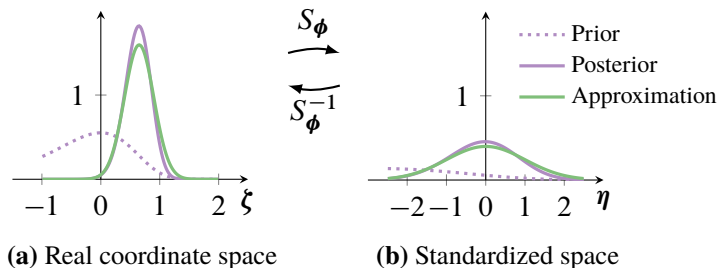 S_ϕ
S_ϕ^{-1}
1
−1 0 1 2 ζ
(a) Real coordinate space
Prior
Posterior
Approximation
1
−2 −1 0 1 2 η
(b) Standardized space